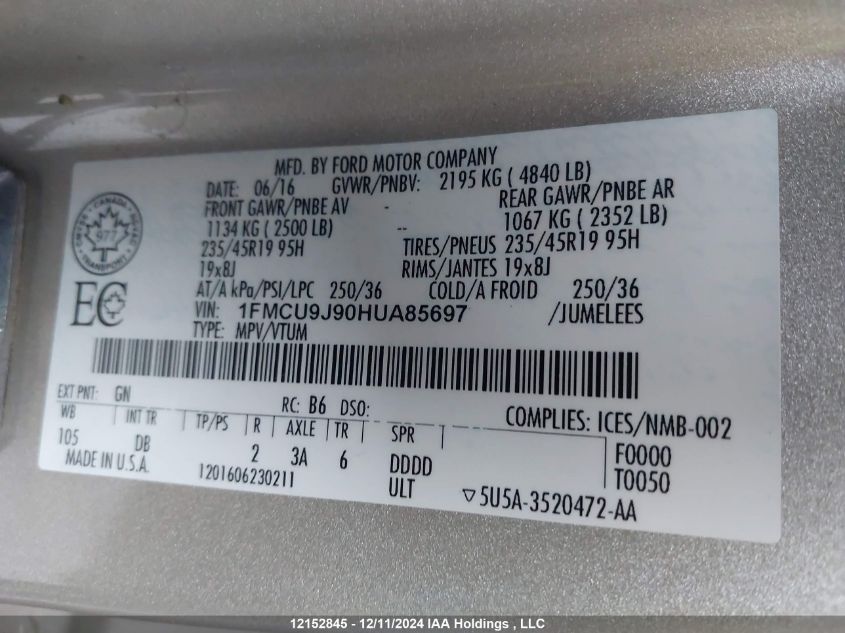 MFD. BY FORD MOTOR COMPANY
DATE: 06/16 GVWR/PNBV: 2195 KG ( 4840 LB)
FRONT GAWR/PNBE AV - REAR GAWR/PNBE AR
1134 KG ( 2500 LB) -- 1067 KG ( 2352 LB)
235/45R19 95H TIRES/PNEUS 235/45R19 95H
19x8J RIMS/JANTES 19x8J
AT/A kPa/PSI/LPC 250/36 COLD/A FROID 250/36
VIN: 1FMCU9J90HUA85697 /JUMELEES
TYPE: MPV/VTUM
CANADA
977
TRANSPORT
EC
EXT PNT: GN RC: B6 DSO: COMPLIES: ICES/NMB-002
WB INT TR TP/PS R AXLE TR SPR F0000
105 DB 2 3A 6 DDDD T0050
MADE IN U.S.A. 1201606230211 ULT ▽5U5A-3520472-AA
12152845 - 12/11/2024 IAA Holdings , LLC